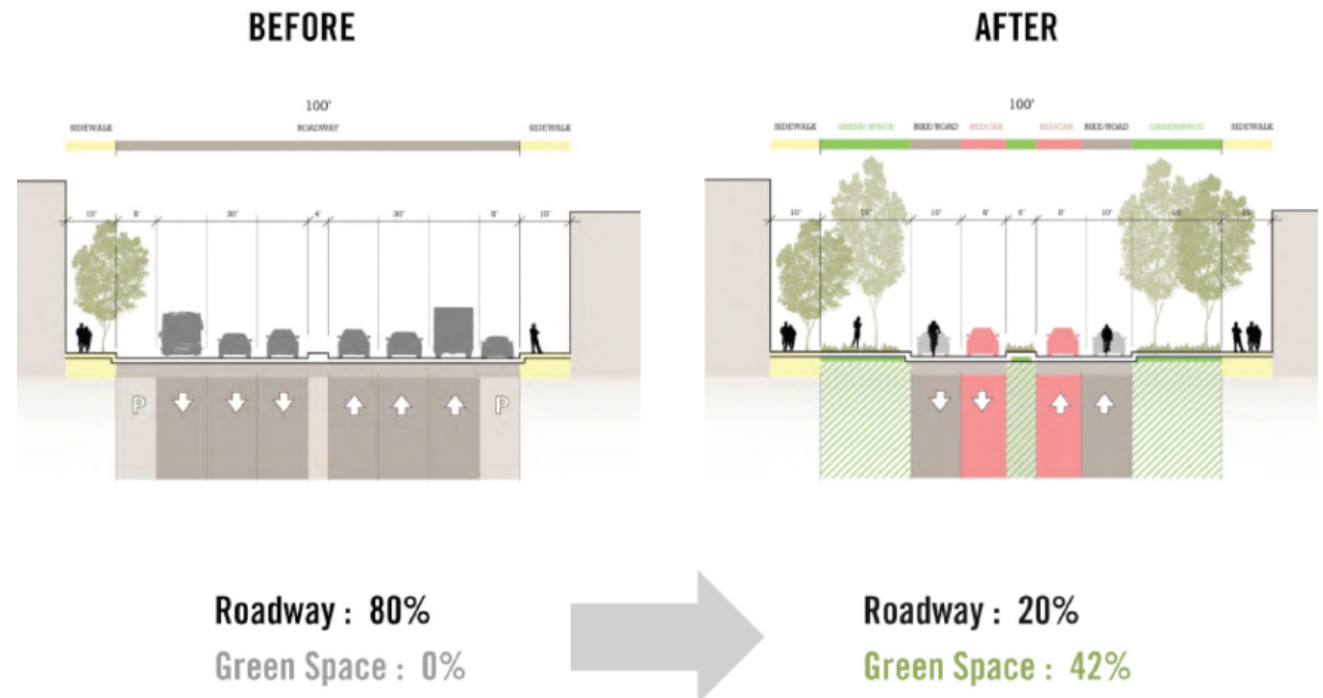 BEFORE
100'
SIDEWALK ROADWAY SIDEWALK
10' 8' 30' 4' 30' 8' 10'
P P
Roadway : 80%
Green Space : 0%
AFTER
100'
SIDEWALK GREEN SPACE BIKE/ROAD REDCAR REDCAR BIKE/ROAD GREENSPACE SIDEWALK
10' 10' 8' 6' 8' 10'
Roadway : 20%
Green Space : 42%